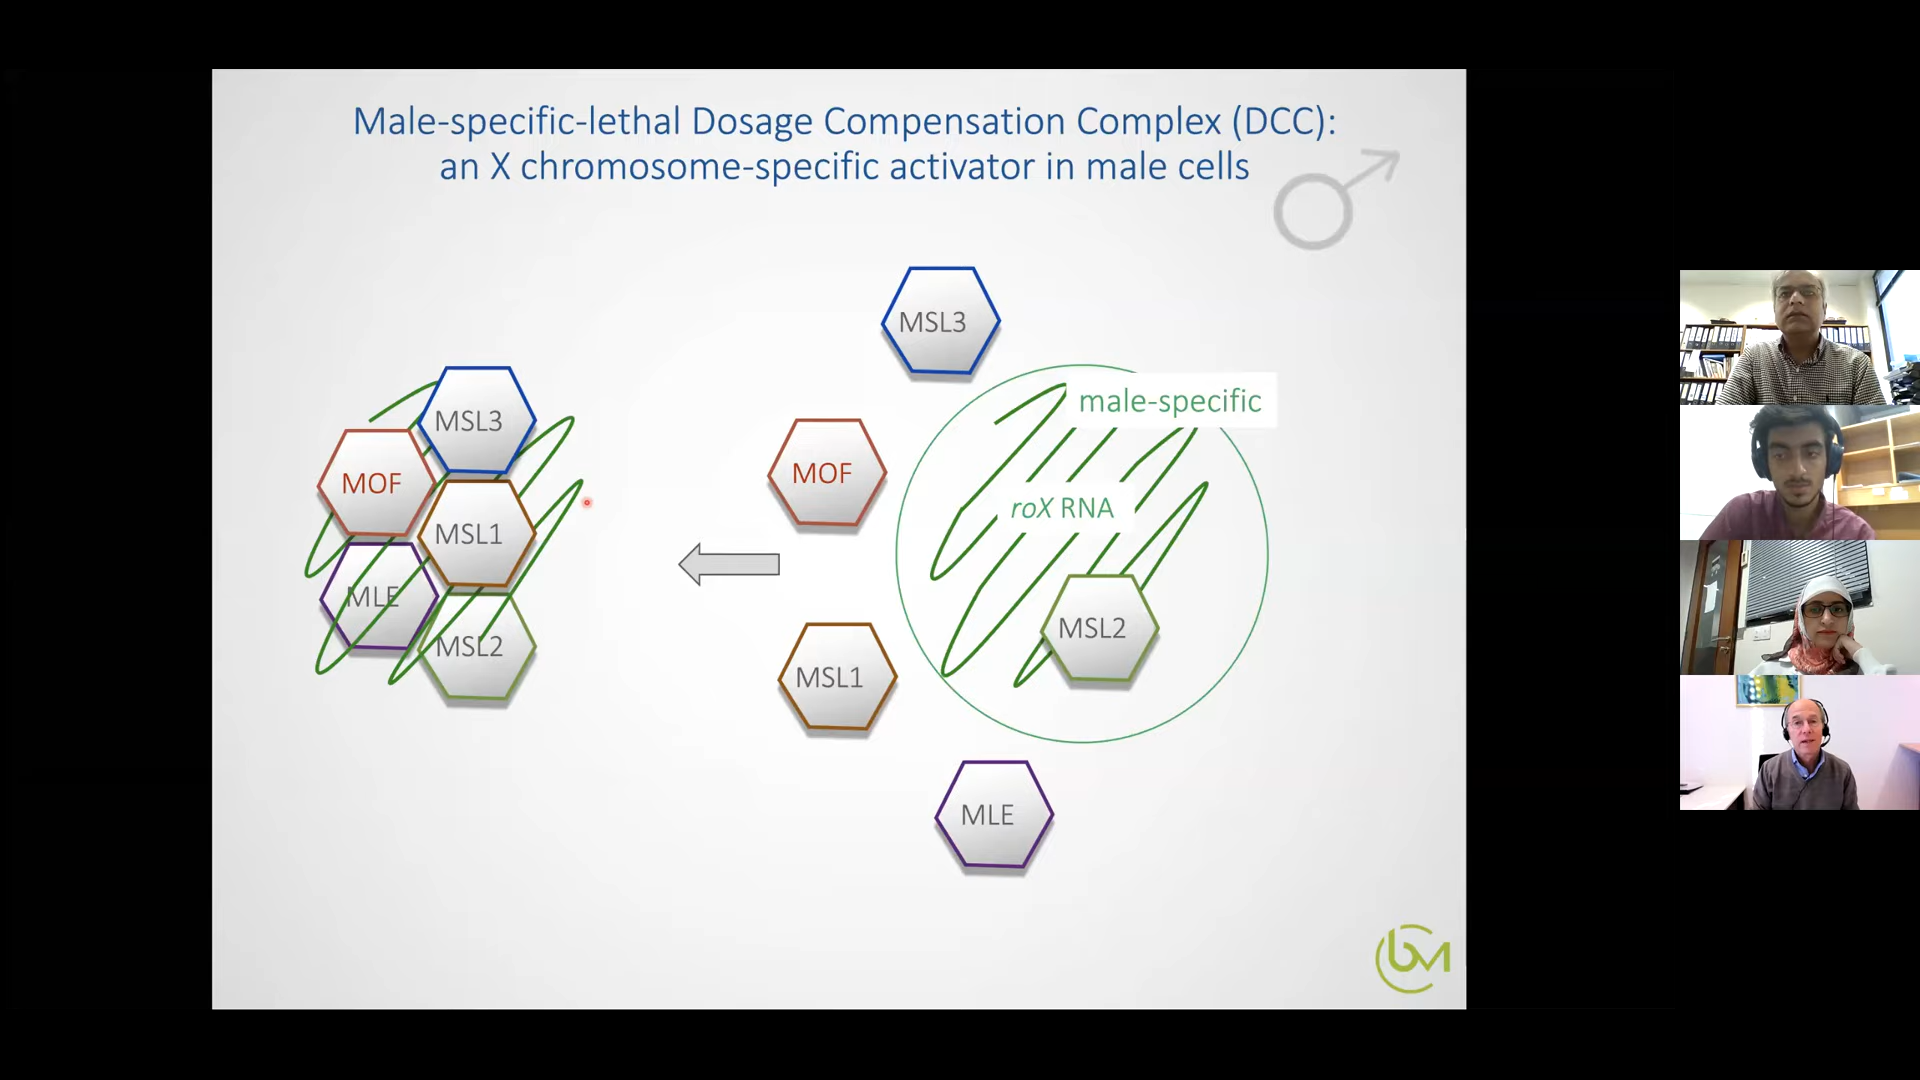 Male-specific-lethal Dosage Compensation Complex (DCC):
an X chromosome-specific activator in male cells
MSL3
MOF
MSL1
MLE
MSL2
MSL3
male-specific
MOF
roX RNA
MSL2
MSL1
MLE
bm